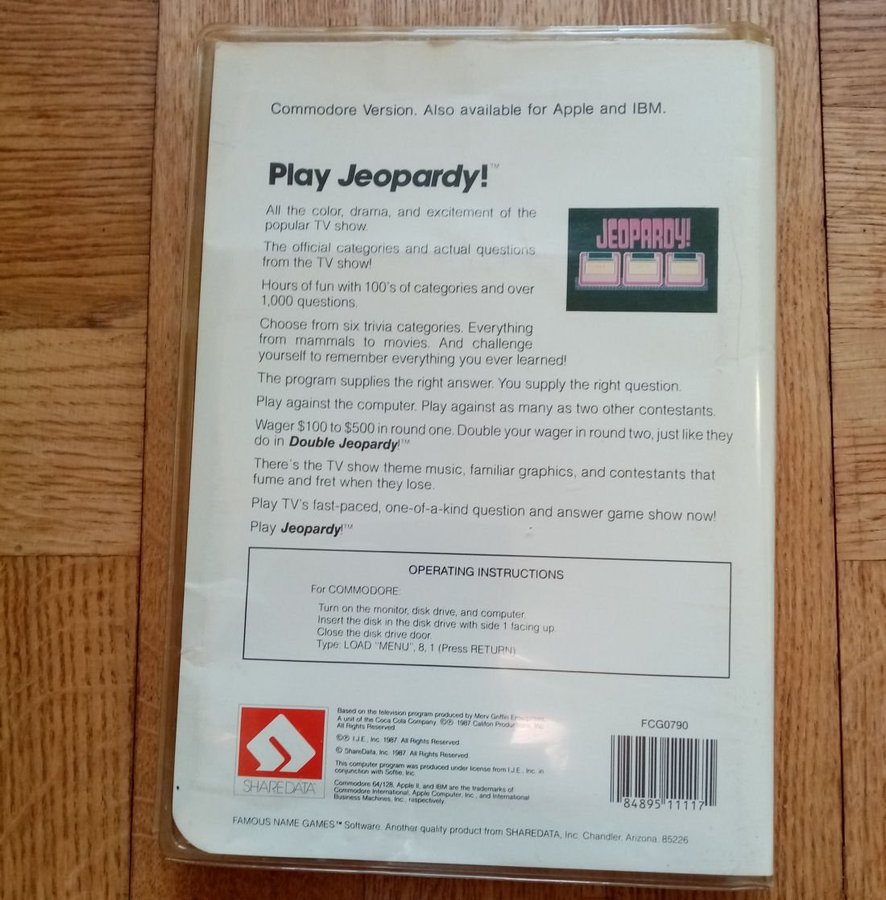 Commodore Version. Also available for Apple and IBM.
Play Jeopardy!™
All the color, drama, and excitement of the
popular TV show.
The official categories and actual questions
from the TV show!
Hours of fun with 100's of categories and over
1,000 questions.
Choose from six trivia categories. Everything
from mammals to movies. And challenge
yourself to remember everything you ever learned!
The program supplies the right answer. You supply the right question.
Play against the computer. Play against as many as two other contestants.
Wager $100 to $500 in round one. Double your wager in round two, just like they
do in Double Jeopardy!™
There's the TV show theme music, familiar graphics, and contestants that
fume and fret when they lose.
Play TV's fast-paced, one-of-a-kind question and answer game show now!
Play Jeopardy!™
JEOPARDY!
OPERATING INSTRUCTIONS
For COMMODORE:
Turn on the monitor, disk drive, and computer.
Insert the disk in the disk drive with side 1 facing up.
Close the disk drive door.
Type: LOAD "MENU", 8, 1 (Press RETURN)
SHAREDATA
Based on the television program produced by Merv Griffin
A unit of the Coca Cola Company. ©℗ 1987 Califon Productions, Inc.
All Rights Reserved.
©℗ I.J.E., Inc. 1987. All Rights Reserved.
© ShareData, Inc. 1987. All Rights Reserved.
This computer program was produced under license from I.J.E., Inc. in
conjunction with Softie, Inc.
Commodore 64/128, Apple II, and IBM are the trademarks of
Commodore International, Apple Computer, Inc., and International
Business Machines, Inc., respectively.
FCG0790
84895 11117
FAMOUS NAME GAMES™ Software. Another quality product from SHAREDATA, Inc. Chandler, Arizona 85226